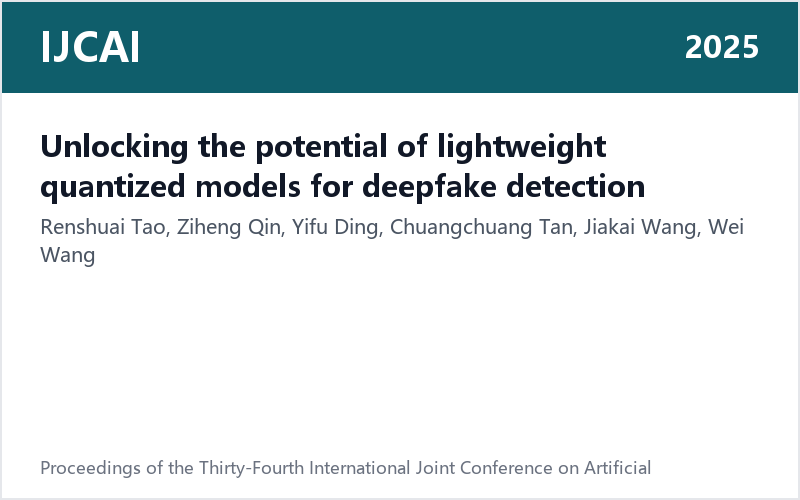 IJCAI
2025
Unlocking the potential of lightweight
quantized models for deepfake detection
Renshuai Tao, Ziheng Qin, Yifu Ding, Chuangchuang Tan, Jiakai Wang, Wei
Wang
Proceedings of the Thirty-Fourth International Joint Conference on Artificial